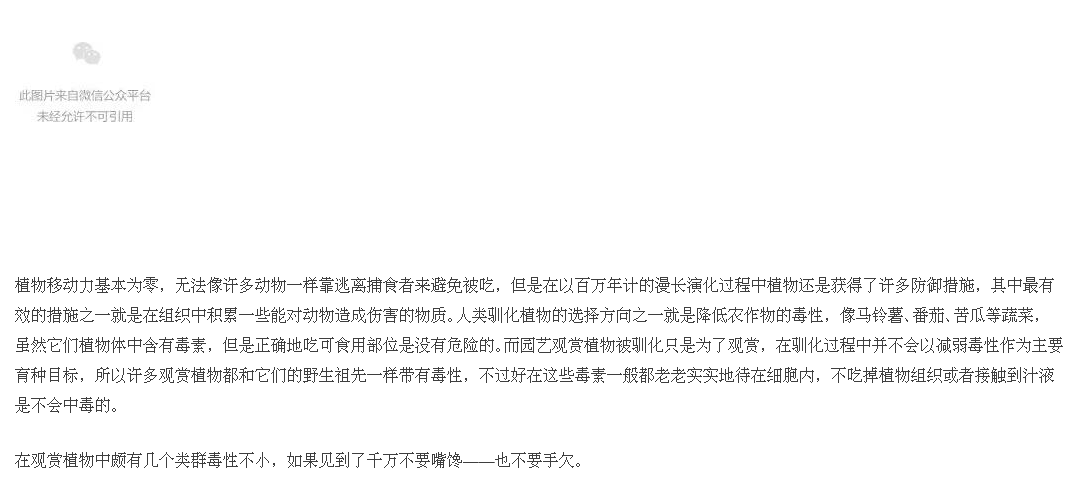 此图片来自微信公众平台
未经允许不可引用
植物移动力基本为零，无法像许多动物一样靠逃离捕食者来避免被吃，但是在以百万年计的漫长演化过程中植物还是获得了许多防御措施，其中最有
效的措施之一就是在组织中积累一些能对动物造成伤害的物质。人类驯化植物的选择方向之一就是降低农作物的毒性，像马铃薯、番茄、苦瓜等蔬菜，
虽然它们植物体中含有毒素，但是正确地吃可食用部位是没有危险的。而园艺观赏植物被驯化只是为了观赏，在驯化过程中并不会以减弱毒性作为主要
育种目标，所以许多观赏植物都和它们的野生祖先一样带有毒性，不过好在这些毒素一般都老老实实地待在细胞内，不吃掉植物组织或者接触到汁液
是不会中毒的。
在观赏植物中颇有几个类群毒性不小，如果见到了千万不要嘴馋——也不要手欠。